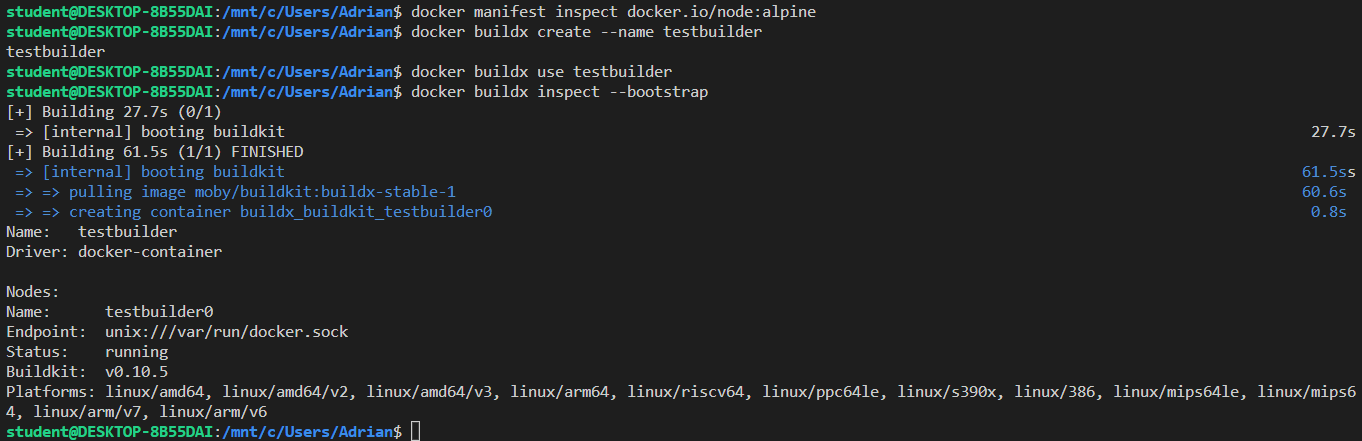 student@DESKTOP-8B55DAI:/mnt/c/Users/Adrian$ docker manifest inspect docker.io/node:alpine
student@DESKTOP-8B55DAI:/mnt/c/Users/Adrian$ docker buildx create --name testbuilder
testbuilder
student@DESKTOP-8B55DAI:/mnt/c/Users/Adrian$ docker buildx use testbuilder
student@DESKTOP-8B55DAI:/mnt/c/Users/Adrian$ docker buildx inspect --bootstrap
[+] Building 27.7s (0/1)
 => [internal] booting buildkit 27.7s
[+] Building 61.5s (1/1) FINISHED
 => [internal] booting buildkit 61.5ss
 => => pulling image moby/buildkit:buildx-stable-1 60.6s
 => => creating container buildx_buildkit_testbuilder0 0.8s
Name:   testbuilder
Driver: docker-container

Nodes:
Name:      testbuilder0
Endpoint:  unix:///var/run/docker.sock
Status:    running
Buildkit:  v0.10.5
Platforms: linux/amd64, linux/amd64/v2, linux/amd64/v3, linux/arm64, linux/riscv64, linux/ppc64le, linux/s390x, linux/386, linux/mips64le, linux/mips6
4, linux/arm/v7, linux/arm/v6
student@DESKTOP-8B55DAI:/mnt/c/Users/Adrian$